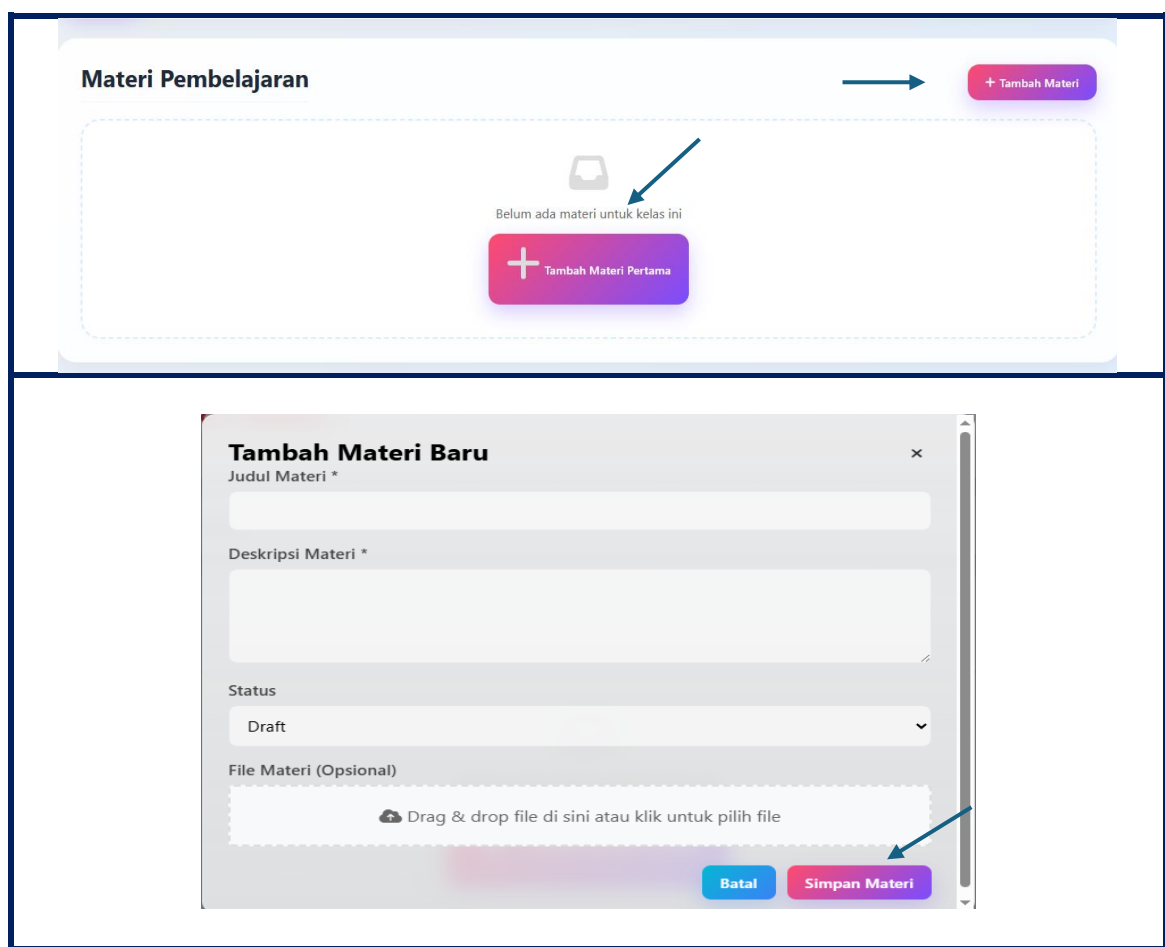 Materi Pembelajaran
+ Tambah Materi
Belum ada materi untuk kelas ini
+ Tambah Materi Pertama
Tambah Materi Baru
×
Judul Materi *
Deskripsi Materi *
Status
Draft
File Materi (Opsional)
Drag & drop file di sini atau klik untuk pilih file
Batal
Simpan Materi